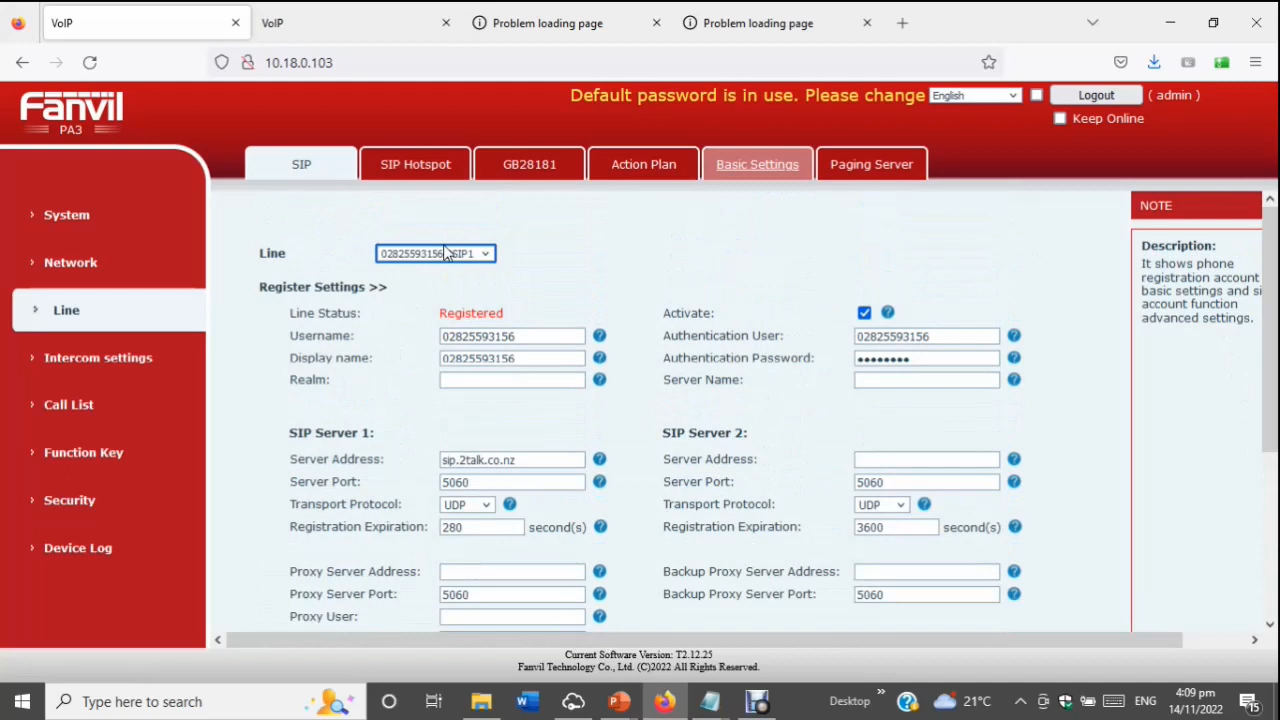 VoIP
VoIP
Problem loading page
Problem loading page
10.18.0.103
Fanvil
PA3
Default password is in use. Please change
English
Logout
( admin )
Keep Online
SIP
SIP Hotspot
GB28181
Action Plan
Basic Settings
Paging Server
System
Network
Line
Intercom settings
Call List
Function Key
Security
Device Log
Line
02825593156 SIP1
Register Settings >>
Line Status: Registered Activate:
Username: 02825593156 Authentication User: 02825593156
Display name: 02825593156 Authentication Password: ••••••••
Realm: Server Name:
SIP Server 1: SIP Server 2:
Server Address: sip.2talk.co.nz Server Address:
Server Port: 5060 Server Port: 5060
Transport Protocol: UDP Transport Protocol: UDP
Registration Expiration: 280 second(s) Registration Expiration: 3600 second(s)
Proxy Server Address: Backup Proxy Server Address:
Proxy Server Port: 5060 Backup Proxy Server Port: 5060
Proxy User:
NOTE
Description:
It shows phone
registration account
basic settings and si
account function
advanced settings.
Current Software Version: T2.12.25
Fanvil Technology Co., Ltd. (C)2022 All Rights Reserved.
Type here to search
Desktop
21°C
ENG
4:09 pm
14/11/2022
15